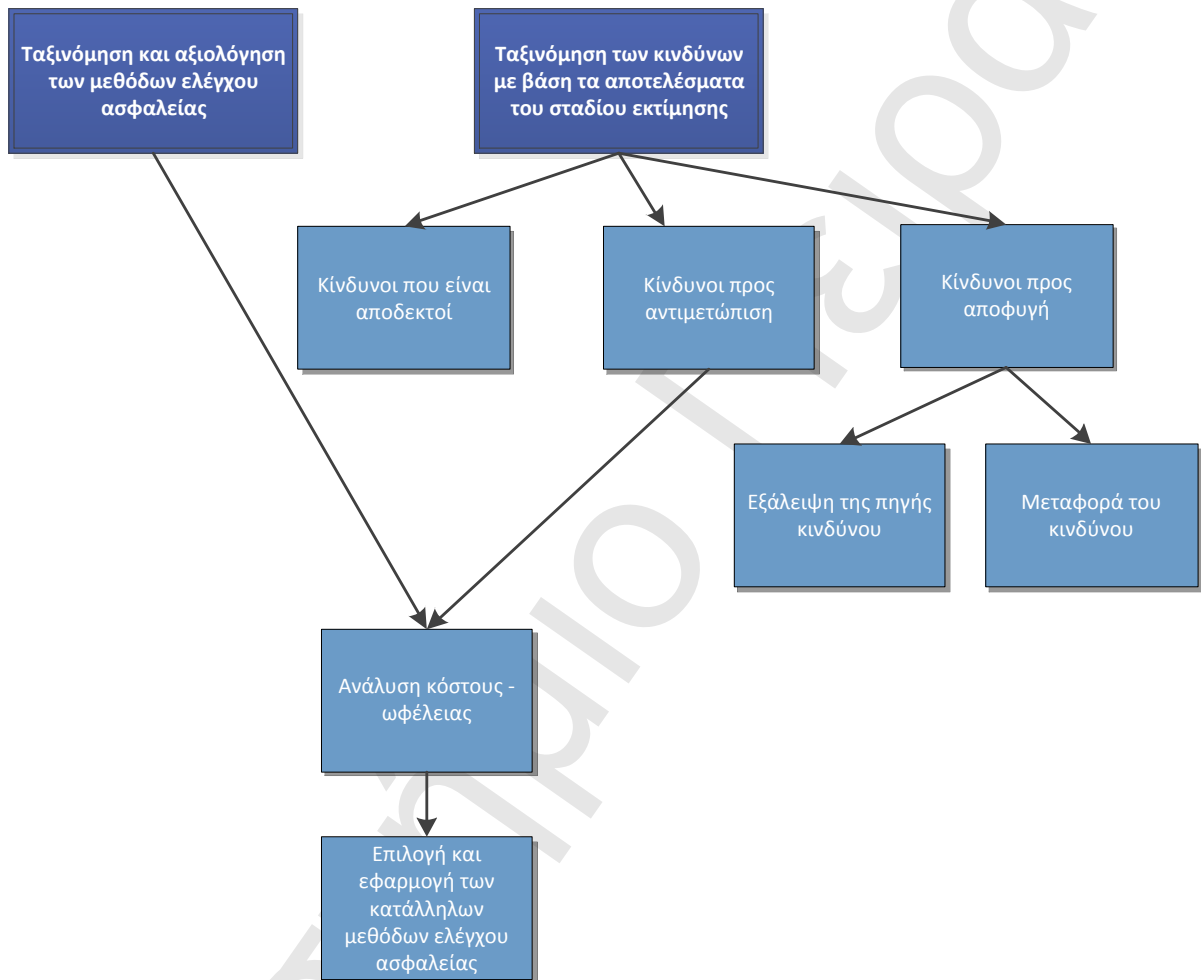 Ταξινόμηση και αξιολόγηση
των μεθόδων ελέγχου
ασφαλείας
Ταξινόμηση των κινδύνων
με βάση τα αποτελέσματα
του σταδίου εκτίμησης
Κίνδυνοι που είναι
αποδεκτοί
Κίνδυνοι προς
αντιμετώπιση
Κίνδυνοι προς
αποφυγή
Εξάλειψη της πηγής
κινδύνου
Μεταφορά του
κινδύνου
Ανάλυση κόστους -
ωφέλειας
Επιλογή και
εφαρμογή των
κατάλληλων
μεθόδων ελέγχου
ασφαλείας